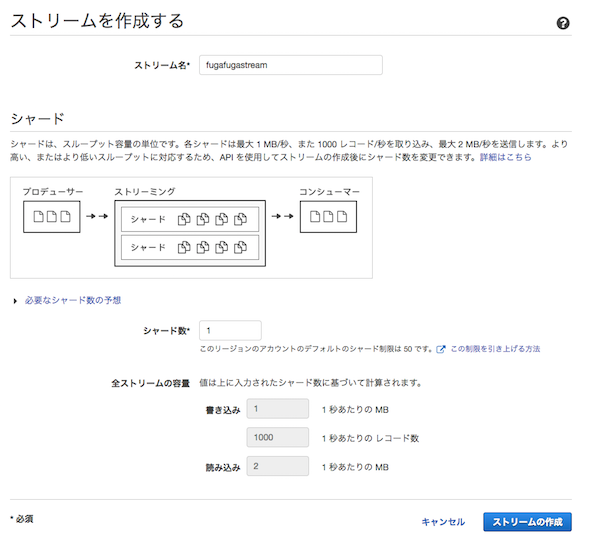 ストリームを作成する
ストリーム名* fugafugastream
シャード
シャードは、スループット容量の単位です。各シャードは最大 1 MB/秒、また 1000 レコード/秒を取り込み、最大 2 MB/秒を送信します。より
高い、またはより低いスループットに対応するため、API を使用してストリームの作成後にシャード数を変更できます。詳細はこちら
プロデューサー ストリーミング コンシューマー
シャード
シャード
必要なシャード数の予想
シャード数* 1
このリージョンのアカウントのデフォルトのシャード制限は 50 です。 この制限を引き上げる方法
全ストリームの容量 値は上に入力されたシャード数に基づいて計算されます。
書き込み 1 1 秒あたりの MB
1000 1 秒あたりの レコード数
読み込み 2 1 秒あたりの MB
* 必須 キャンセル ストリームの作成